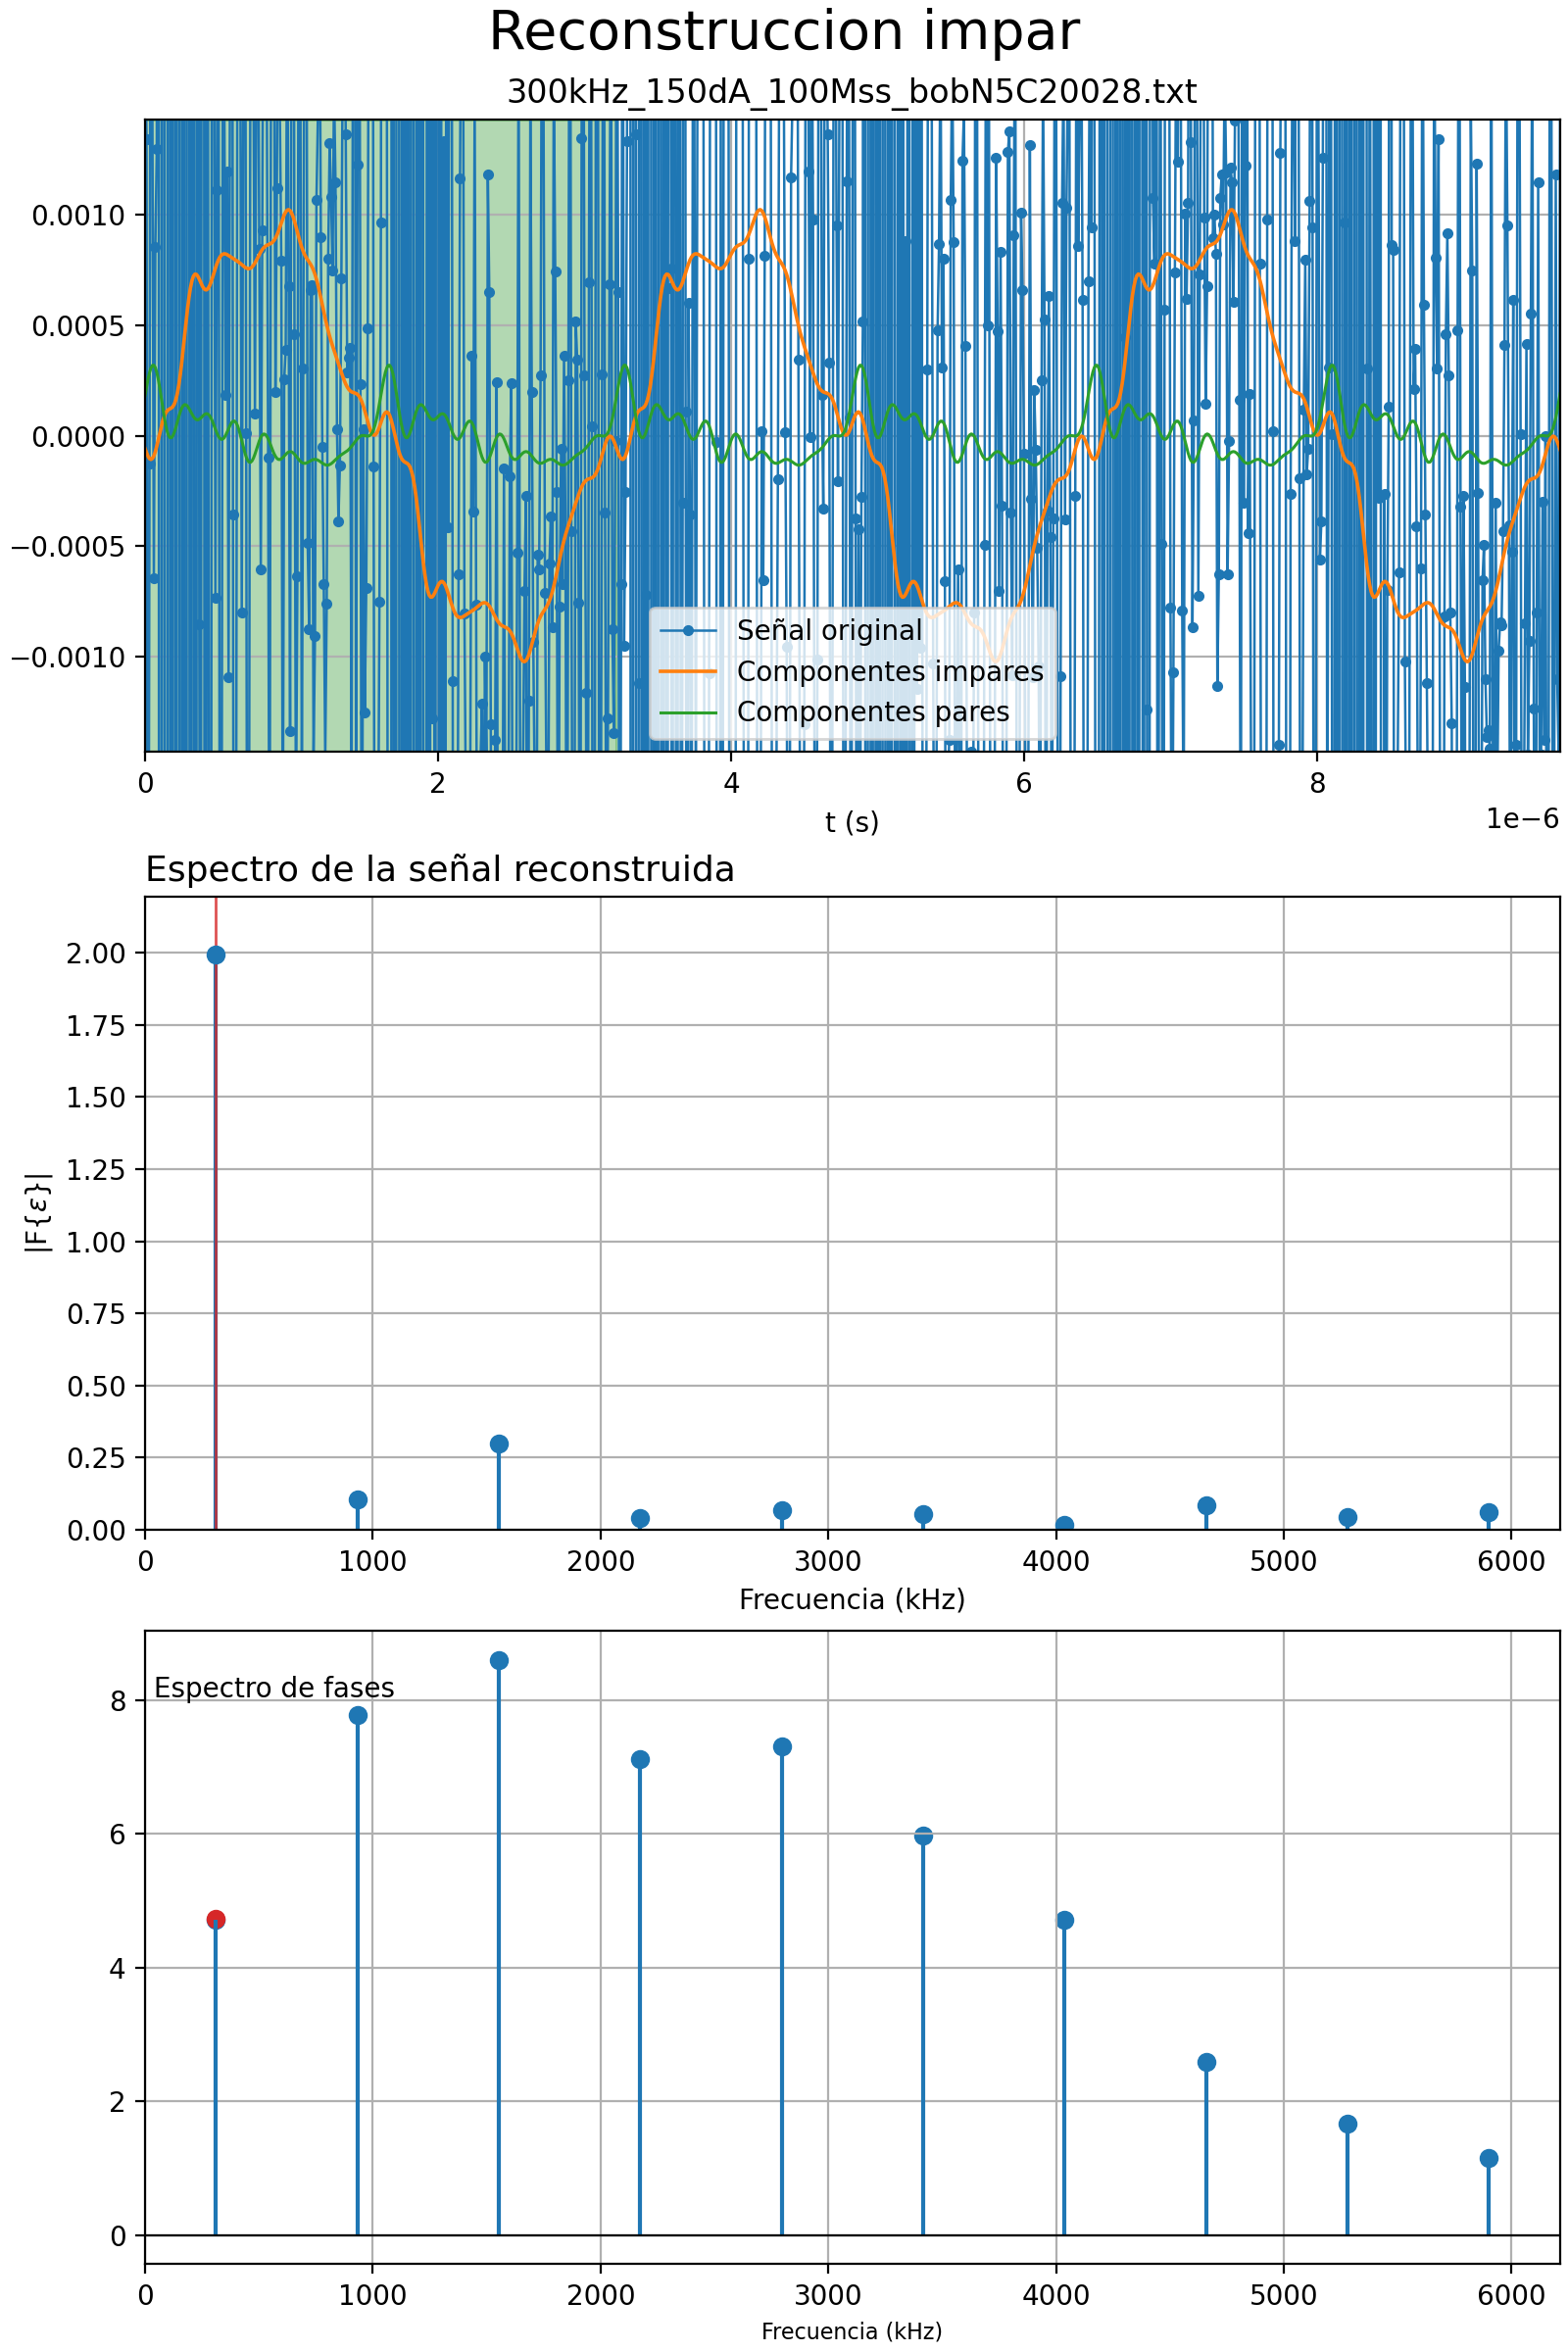 Reconstruccion impar
300kHz_150dA_100Mss_bobN5C20028.txt
0.0010
0.0005
0.0000
−0.0005
−0.0010
Señal original
Componentes impares
Componentes pares
0 2 4 6 8
1e−6
t (s)
Espectro de la señal reconstruida
2.00
1.75
1.50
1.25
1.00
0.75
0.50
0.25
0.00
|F{ε}|
0 1000 2000 3000 4000 5000 6000
Frecuencia (kHz)
Espectro de fases
8
6
4
2
0
0 1000 2000 3000 4000 5000 6000
Frecuencia (kHz)